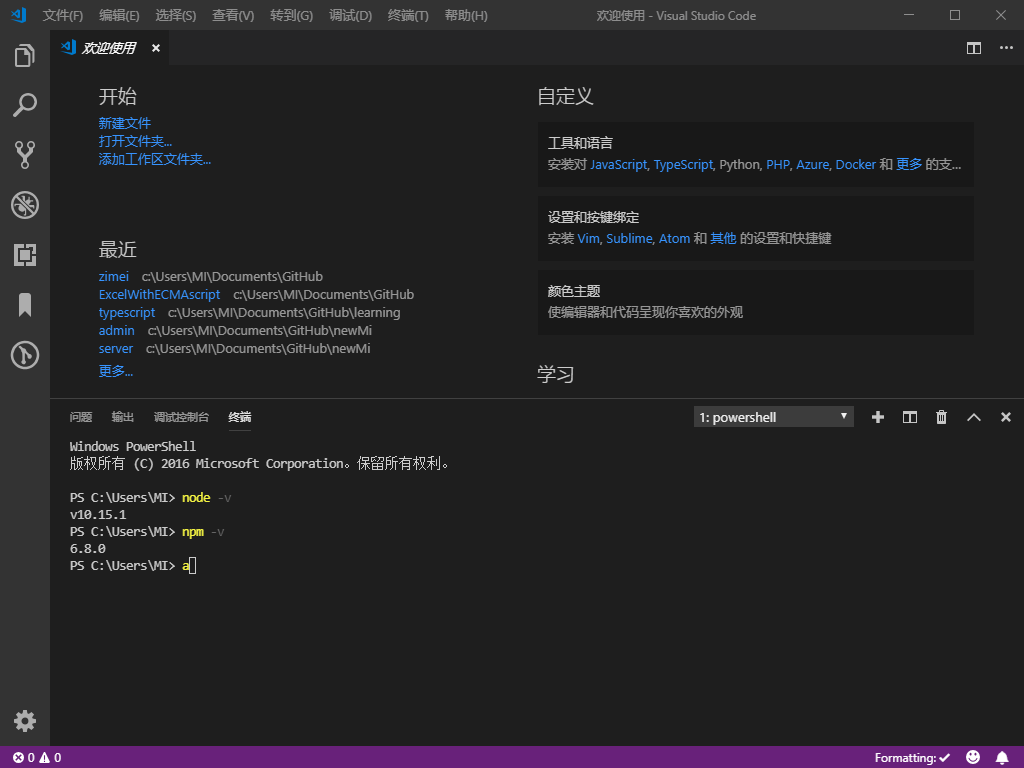 文件(F) 编辑(E) 选择(S) 查看(V) 转到(G) 调试(D) 终端(T) 帮助(H) 欢迎使用 - Visual Studio Code
欢迎使用
开始
新建文件
打开文件夹...
添加工作区文件夹...
最近
zimei c:\Users\MI\Documents\GitHub
ExcelWithECMAscript c:\Users\MI\Documents\GitHub
typescript c:\Users\MI\Documents\GitHub\learning
admin c:\Users\MI\Documents\GitHub\newMi
server c:\Users\MI\Documents\GitHub\newMi
更多...
自定义
工具和语言
安装对 JavaScript, TypeScript, Python, PHP, Azure, Docker 和 更多 的支...
设置和按键绑定
安装 Vim, Sublime, Atom 和 其他 的设置和快捷键
颜色主题
使编辑器和代码呈现你喜欢的外观
学习
问题 输出 调试控制台 终端 1: powershell
Windows PowerShell
版权所有 (C) 2016 Microsoft Corporation。保留所有权利。
PS C:\Users\MI> node -v
v10.15.1
PS C:\Users\MI> npm -v
6.8.0
PS C:\Users\MI> a
0 0 Formatting: ✓